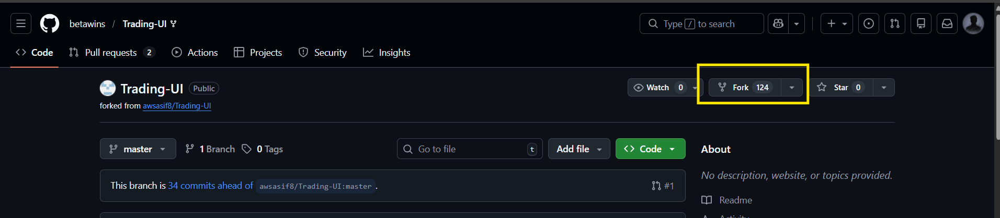 betawins / Trading-UI
Type / to search
Code Pull requests 2 Actions Projects Security Insights
Trading-UI Public
Watch 0 Fork 124 Star 0
forked from awsasif8/Trading-UI
master 1 Branch 0 Tags Go to file t Add file Code
About
No description, website, or topics provided.
This branch is 34 commits ahead of awsasif8/Trading-UI:master. #1
Readme
Activity